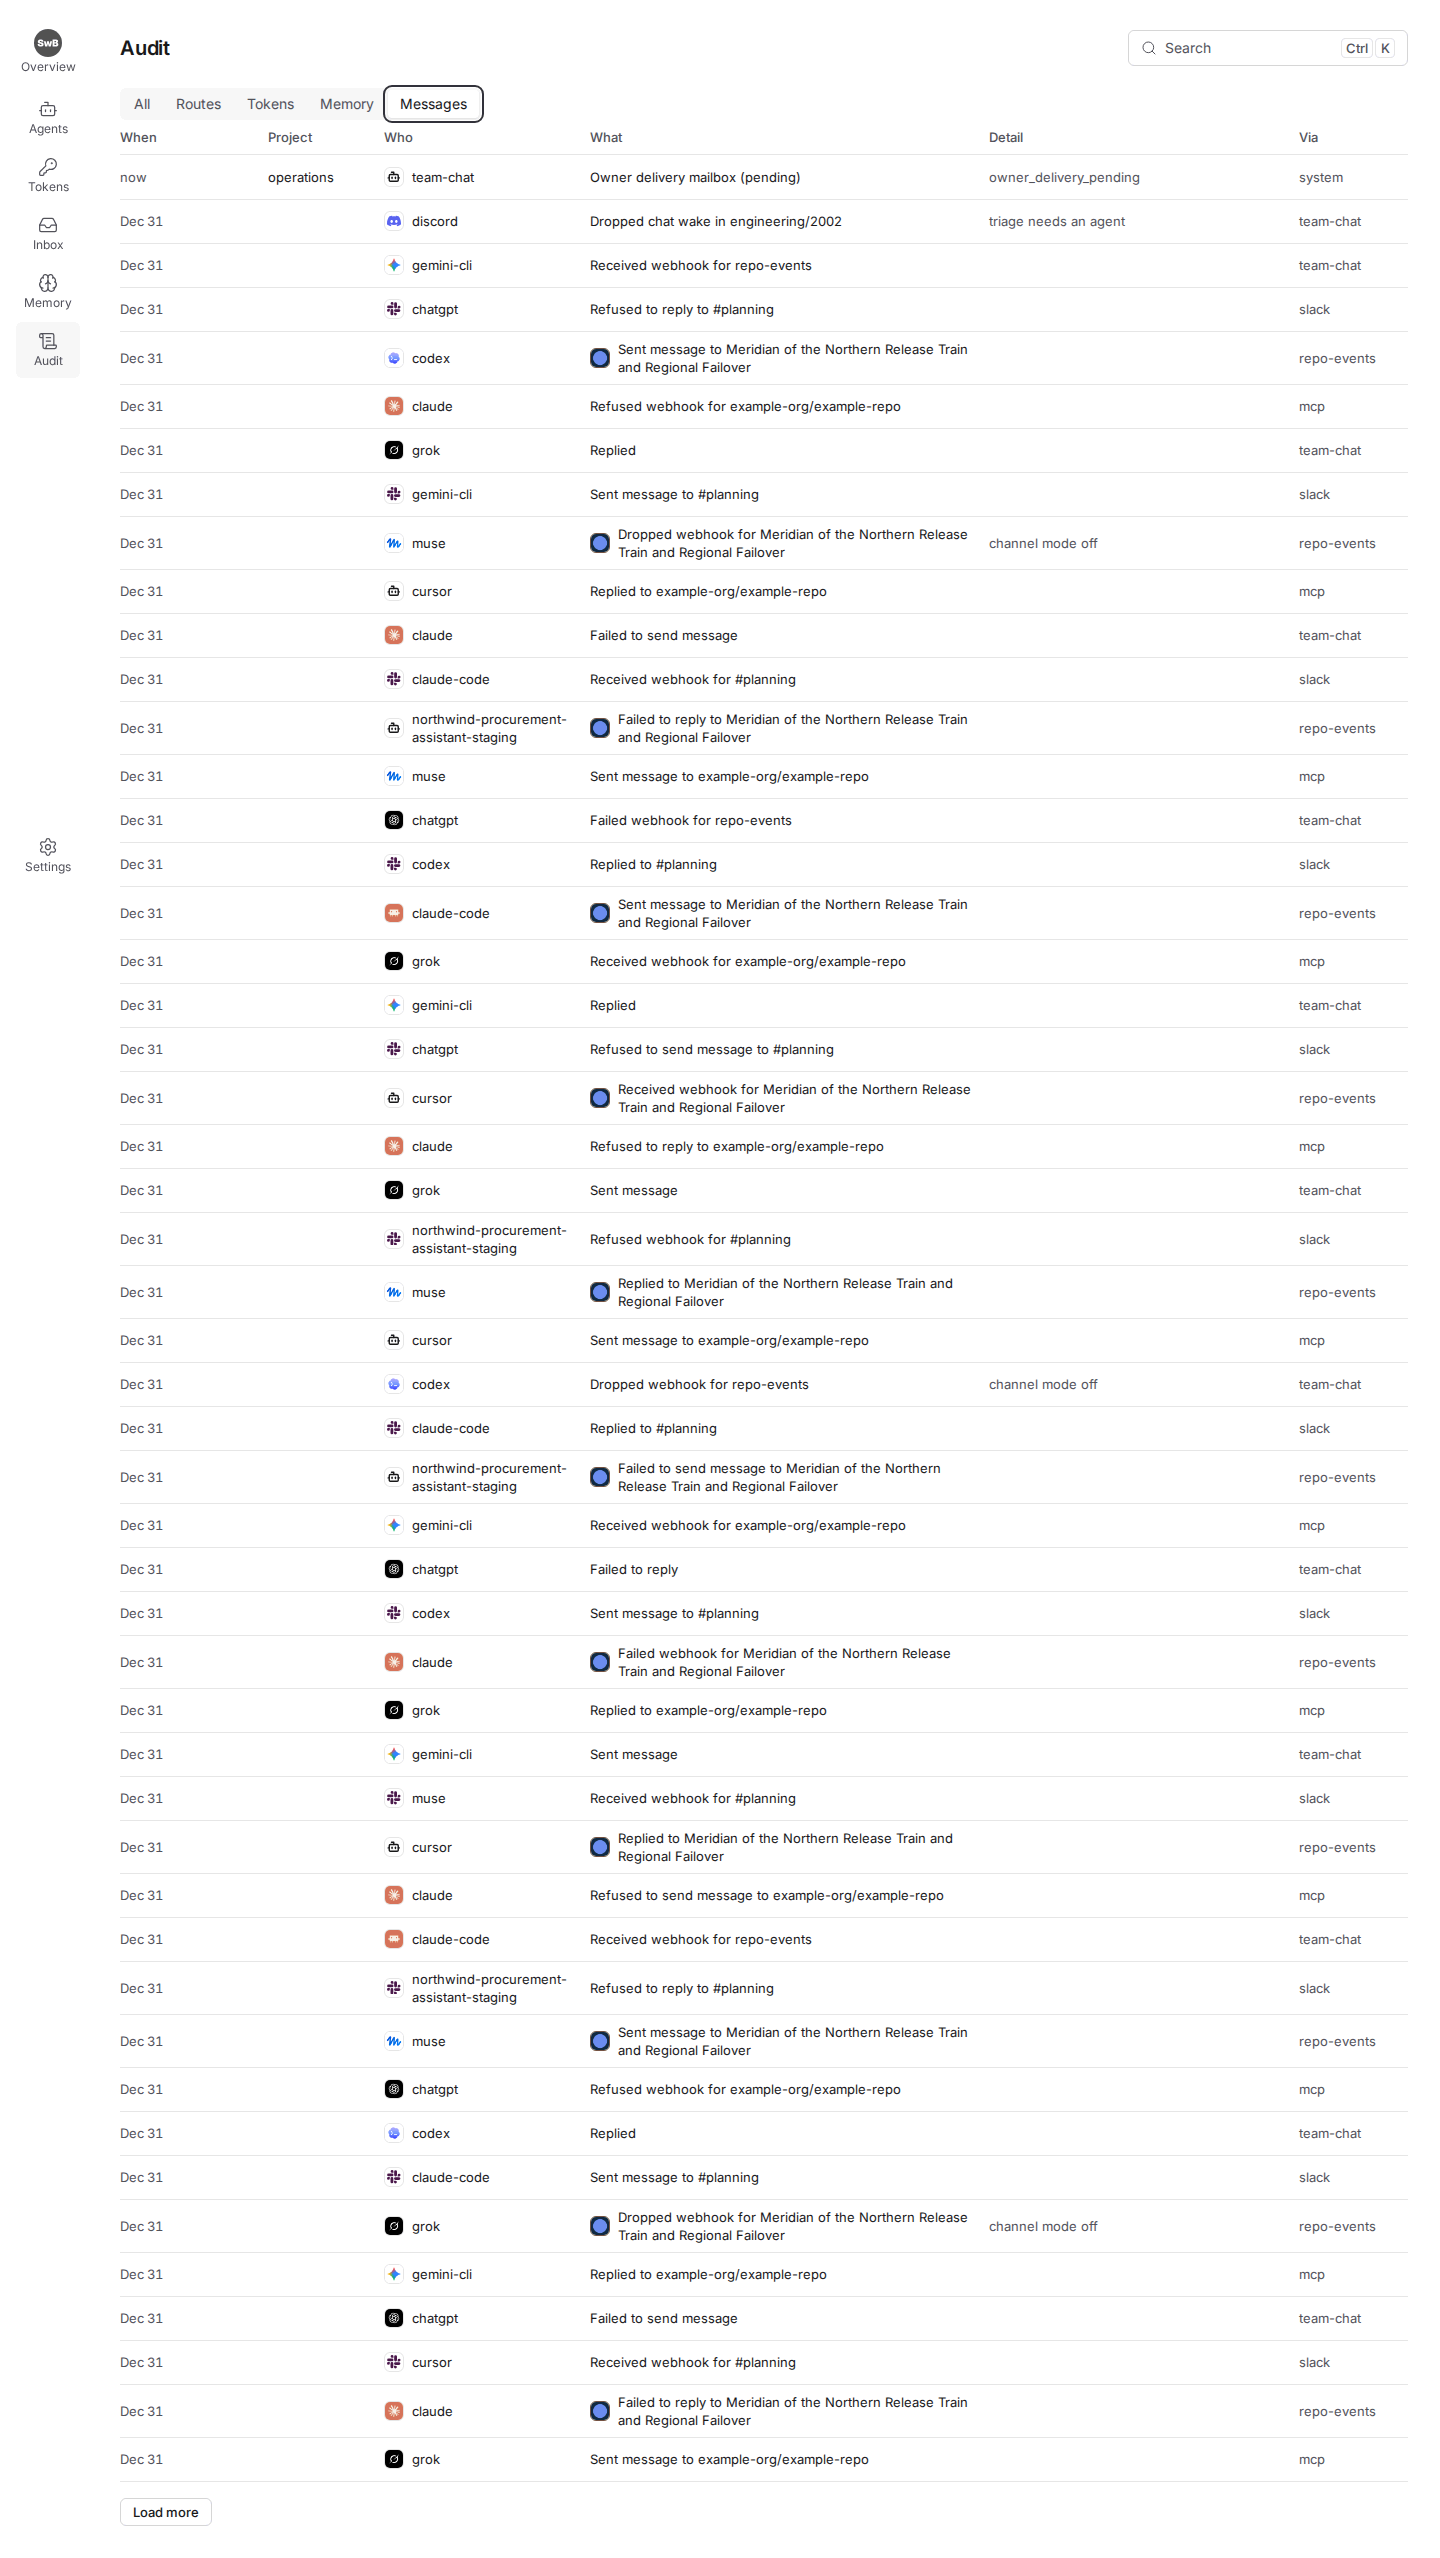 SwB
Overview
Agents
Tokens
Inbox
Memory
Audit
Settings
Audit
Search Ctrl K
All Routes Tokens Memory Messages
When Project Who What Detail Via
now operations team-chat Owner delivery mailbox (pending) owner_delivery_pending system
Dec 31 discord Dropped chat wake in engineering/2002 triage needs an agent team-chat
Dec 31 gemini-cli Received webhook for repo-events team-chat
Dec 31 chatgpt Refused to reply to #planning slack
Dec 31 codex Sent message to Meridian of the Northern Release Train
and Regional Failover repo-events
Dec 31 claude Refused webhook for example-org/example-repo mcp
Dec 31 grok Replied team-chat
Dec 31 gemini-cli Sent message to #planning slack
Dec 31 muse Dropped webhook for Meridian of the Northern Release
Train and Regional Failover channel mode off repo-events
Dec 31 cursor Replied to example-org/example-repo mcp
Dec 31 claude Failed to send message team-chat
Dec 31 claude-code Received webhook for #planning slack
Dec 31 northwind-procurement- Failed to reply to Meridian of the Northern Release Train
assistant-staging and Regional Failover repo-events
Dec 31 muse Sent message to example-org/example-repo mcp
Dec 31 chatgpt Failed webhook for repo-events team-chat
Dec 31 codex Replied to #planning slack
Dec 31 claude-code Sent message to Meridian of the Northern Release Train
and Regional Failover repo-events
Dec 31 grok Received webhook for example-org/example-repo mcp
Dec 31 gemini-cli Replied team-chat
Dec 31 chatgpt Refused to send message to #planning slack
Dec 31 cursor Received webhook for Meridian of the Northern Release
Train and Regional Failover repo-events
Dec 31 claude Refused to reply to example-org/example-repo mcp
Dec 31 grok Sent message team-chat
Dec 31 northwind-procurement-
assistant-staging Refused webhook for #planning slack
Dec 31 muse Replied to Meridian of the Northern Release Train and
Regional Failover repo-events
Dec 31 cursor Sent message to example-org/example-repo mcp
Dec 31 codex Dropped webhook for repo-events channel mode off team-chat
Dec 31 claude-code Replied to #planning slack
Dec 31 northwind-procurement- Failed to send message to Meridian of the Northern
assistant-staging Release Train and Regional Failover repo-events
Dec 31 gemini-cli Received webhook for example-org/example-repo mcp
Dec 31 chatgpt Failed to reply team-chat
Dec 31 codex Sent message to #planning slack
Dec 31 claude Failed webhook for Meridian of the Northern Release
Train and Regional Failover repo-events
Dec 31 grok Replied to example-org/example-repo mcp
Dec 31 gemini-cli Sent message team-chat
Dec 31 muse Received webhook for #planning slack
Dec 31 cursor Replied to Meridian of the Northern Release Train and
Regional Failover repo-events
Dec 31 claude Refused to send message to example-org/example-repo mcp
Dec 31 claude-code Received webhook for repo-events team-chat
Dec 31 northwind-procurement-
assistant-staging Refused to reply to #planning slack
Dec 31 muse Sent message to Meridian of the Northern Release Train
and Regional Failover repo-events
Dec 31 chatgpt Refused webhook for example-org/example-repo mcp
Dec 31 codex Replied team-chat
Dec 31 claude-code Sent message to #planning slack
Dec 31 grok Dropped webhook for Meridian of the Northern Release
Train and Regional Failover channel mode off repo-events
Dec 31 gemini-cli Replied to example-org/example-repo mcp
Dec 31 chatgpt Failed to send message team-chat
Dec 31 cursor Received webhook for #planning slack
Dec 31 claude Failed to reply to Meridian of the Northern Release Train
and Regional Failover repo-events
Dec 31 grok Sent message to example-org/example-repo mcp
Load more